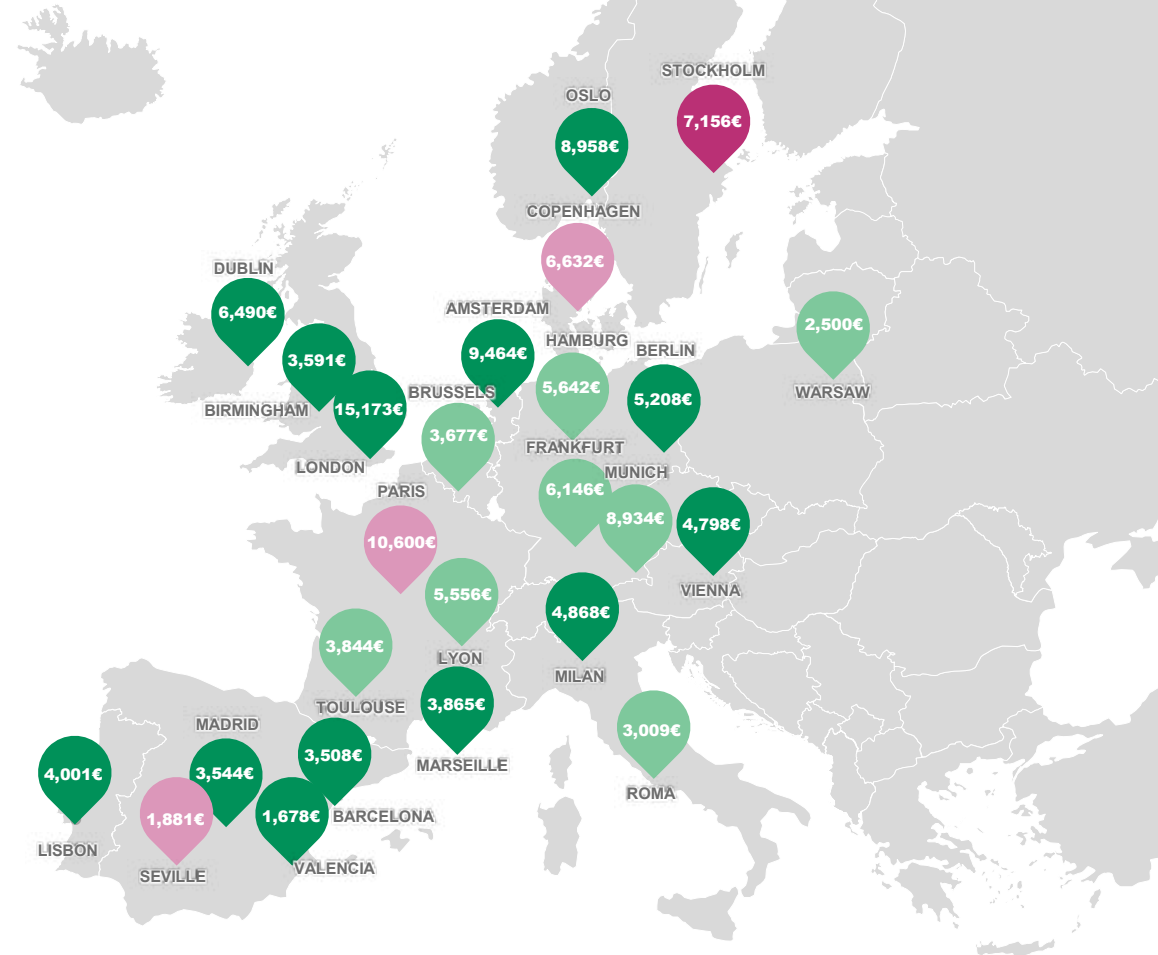 STOCKHOLM
7,156€
OSLO
8,958€
COPENHAGEN
6,632€
DUBLIN
6,490€
AMSTERDAM
9,464€
HAMBURG
5,642€
BERLIN
5,208€
2,500€
WARSAW
3,591€
BIRMINGHAM
15,173€
LONDON
BRUSSELS
3,677€
FRANKFURT
6,146€
MUNICH
8,934€
4,798€
VIENNA
PARIS
10,600€
5,556€
LYON
4,868€
MILAN
3,844€
TOULOUSE
3,865€
MARSEILLE
3,009€
ROMA
MADRID
3,544€
3,508€
BARCELONA
4,001€
LISBON
1,881€
SEVILLE
1,678€
VALENCIA